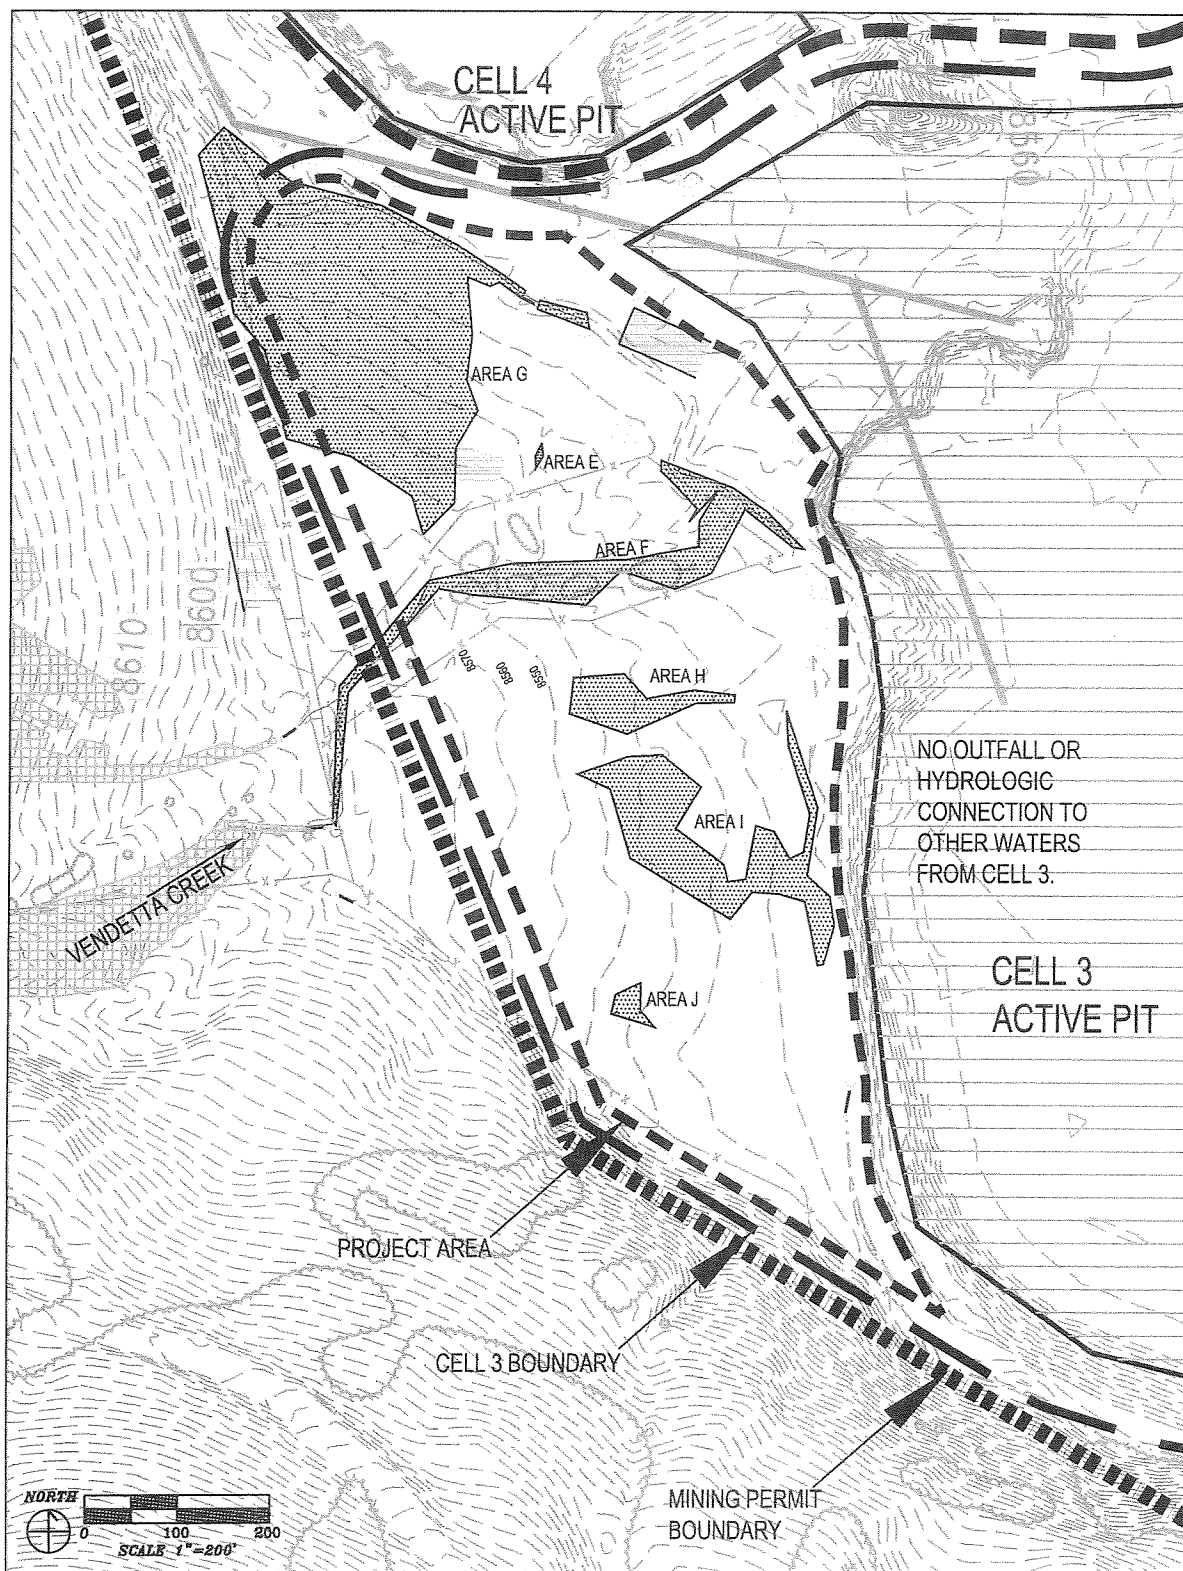 CELL 4
ACTIVE PIT
8560
AREA G
AREA E
AREA F
8600
8610
8570
8560
8550
AREA H
AREA I
NO OUTFALL OR
HYDROLOGIC
CONNECTION TO
OTHER WATERS
FROM CELL 3.
VENDETTA CREEK
CELL 3
ACTIVE PIT
AREA J
PROJECT AREA
CELL 3 BOUNDARY
MINING PERMIT
BOUNDARY
NORTH
0 100 200
SCALE 1"=200'